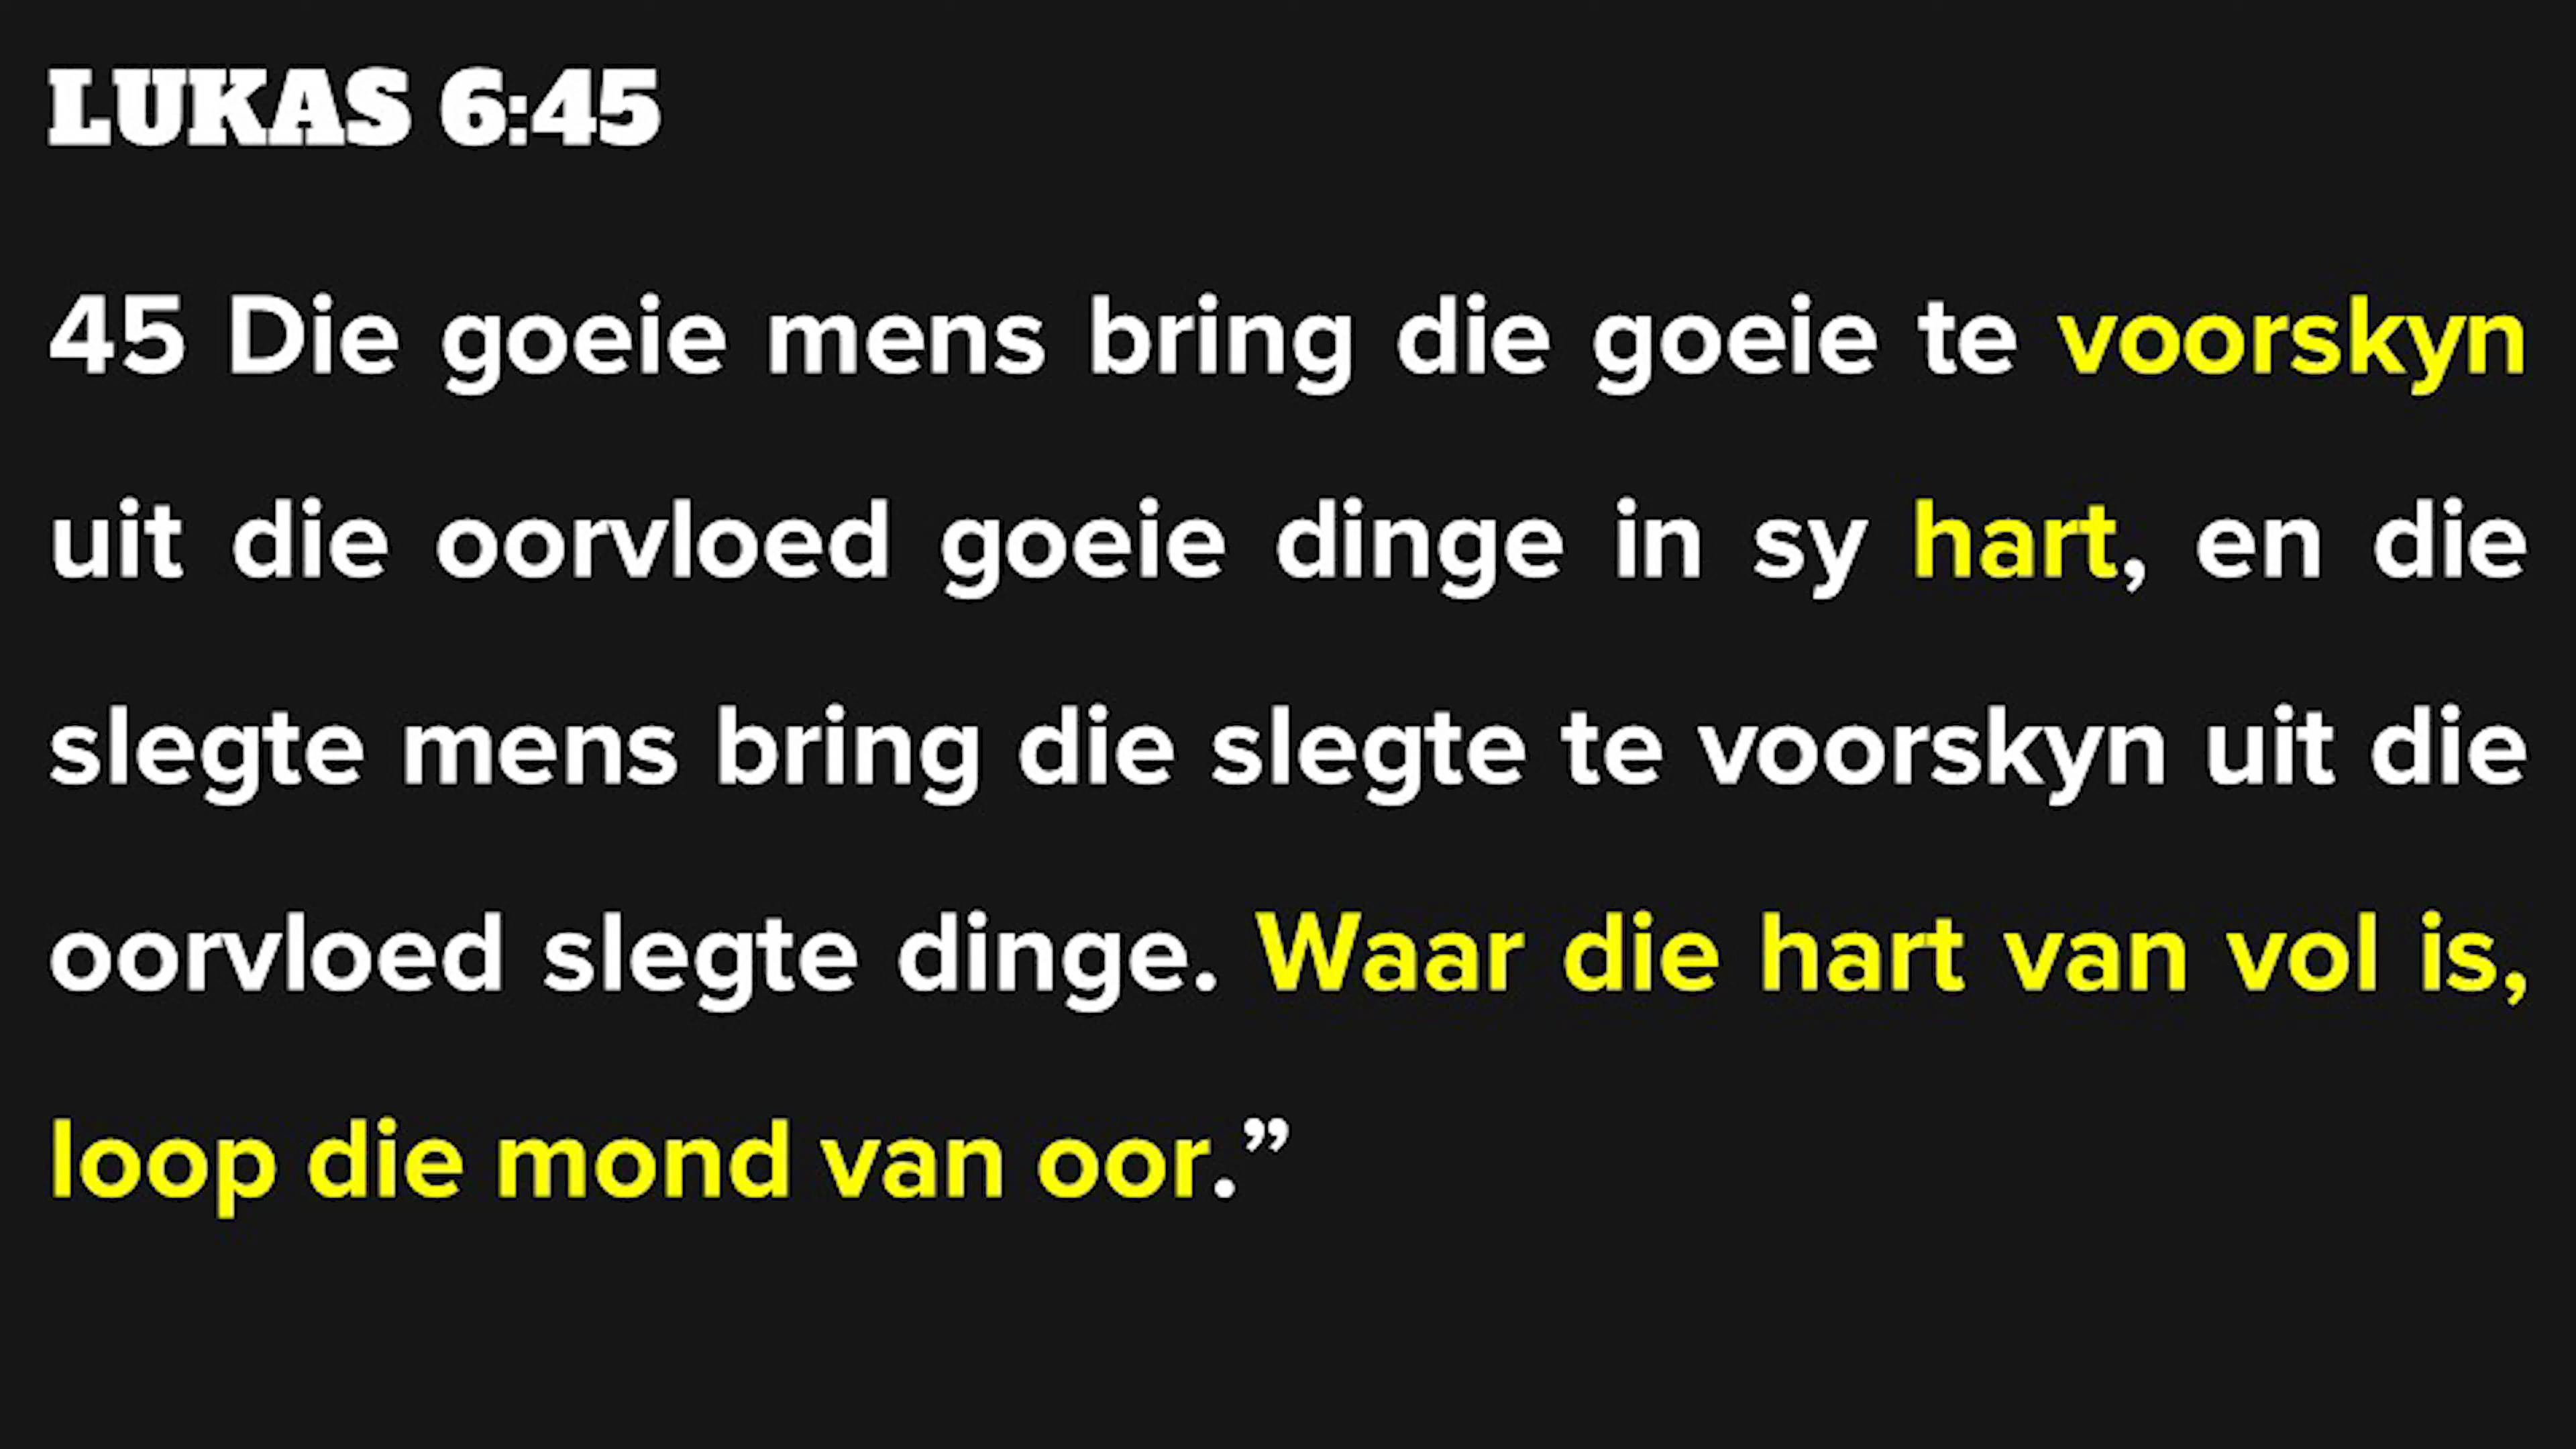 LUKAS 6:45
45 Die goeie mens bring die goeie te voorskyn
uit die oorvloed goeie dinge in sy hart, en die
slegte mens bring die slegte te voorskyn uit die
oorvloed slegte dinge. Waar die hart van vol is,
loop die mond van oor.”